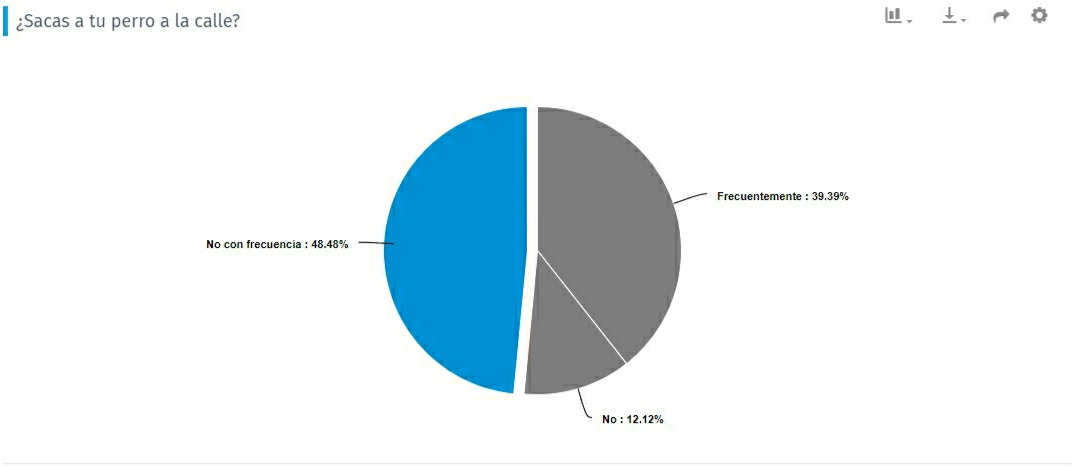 ¿Sacas a tu perro a la calle?
Frecuentemente : 39.39%
No con frecuencia : 48.48%
No : 12.12%